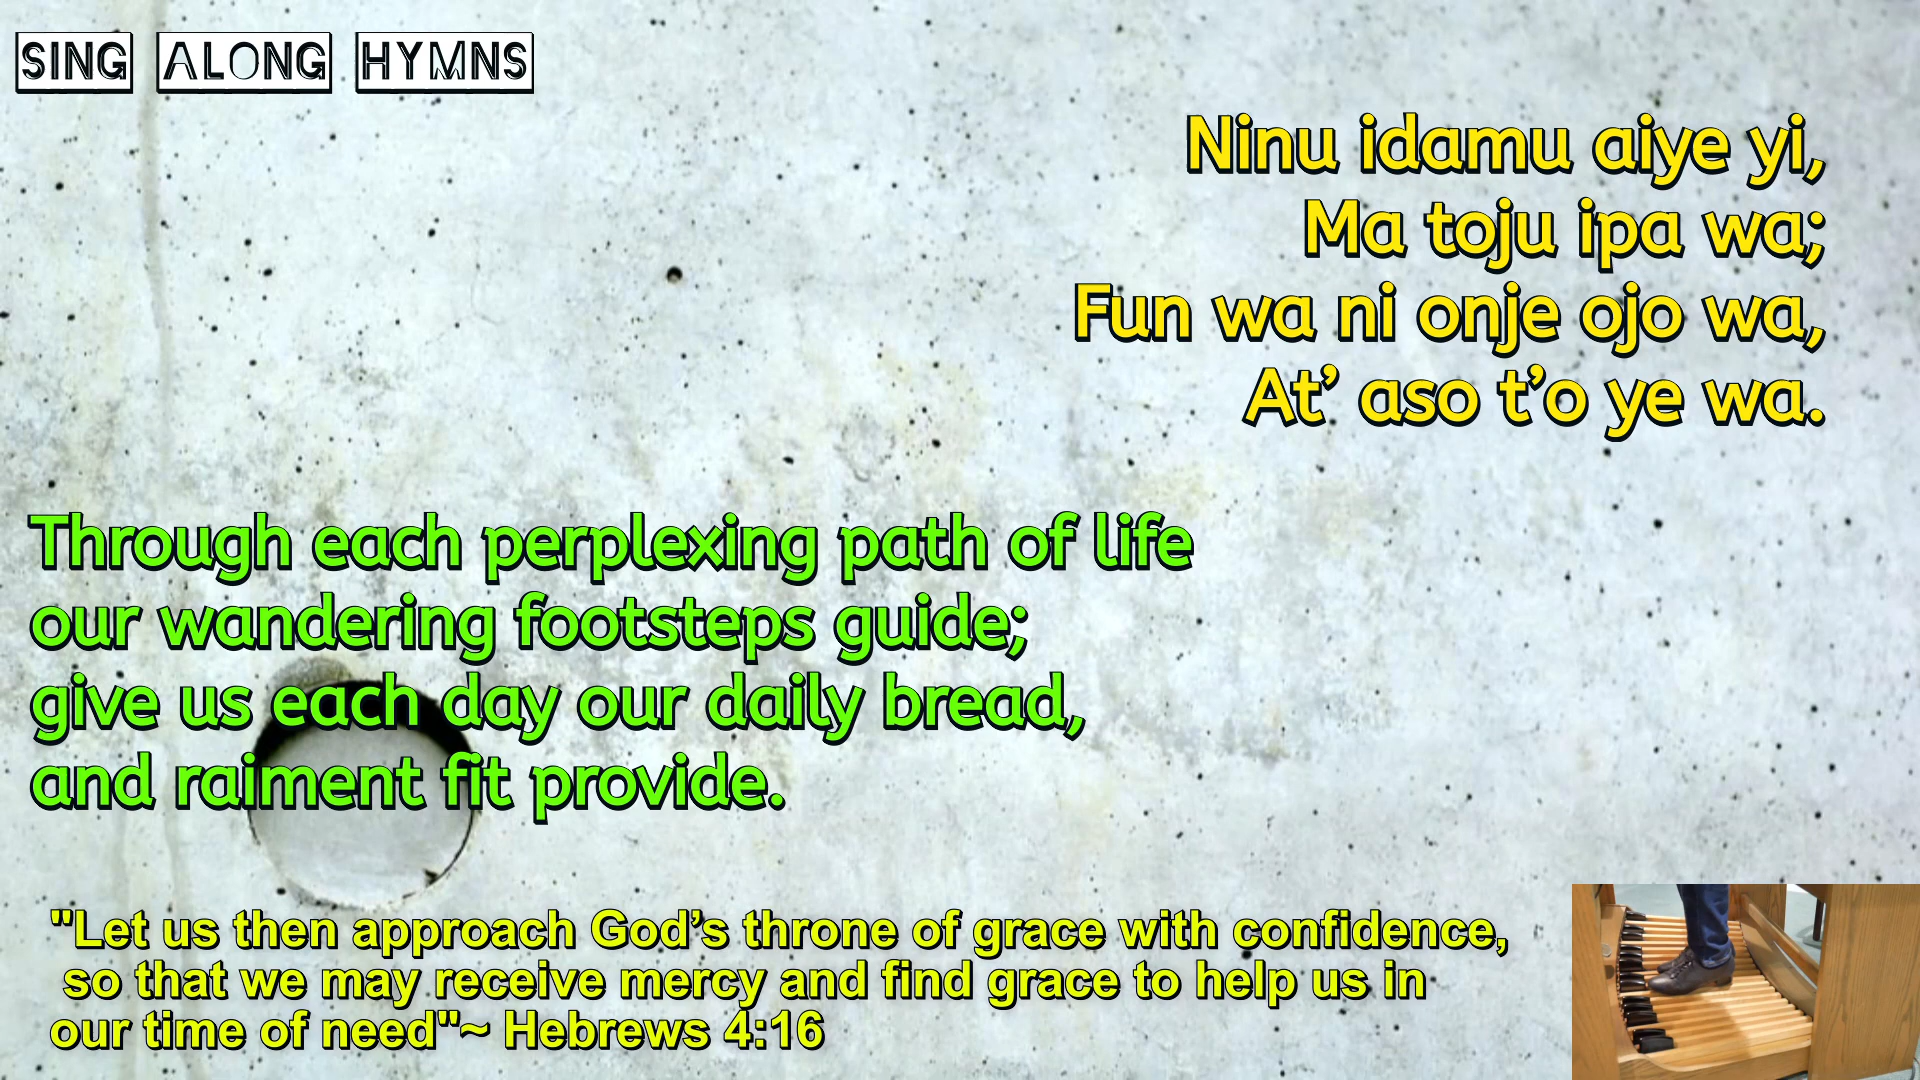 SING ALONG HYMNS
Ninu idamu aiye yi,
Ma toju ipa wa;
Fun wa ni onje ojo wa,
At’ aso t’o ye wa.
Through each perplexing path of life
our wandering footsteps guide;
give us each day our daily bread,
and raiment fit provide.
"Let us then approach God’s throne of grace with confidence,
so that we may receive mercy and find grace to help us in
our time of need"~ Hebrews 4:16